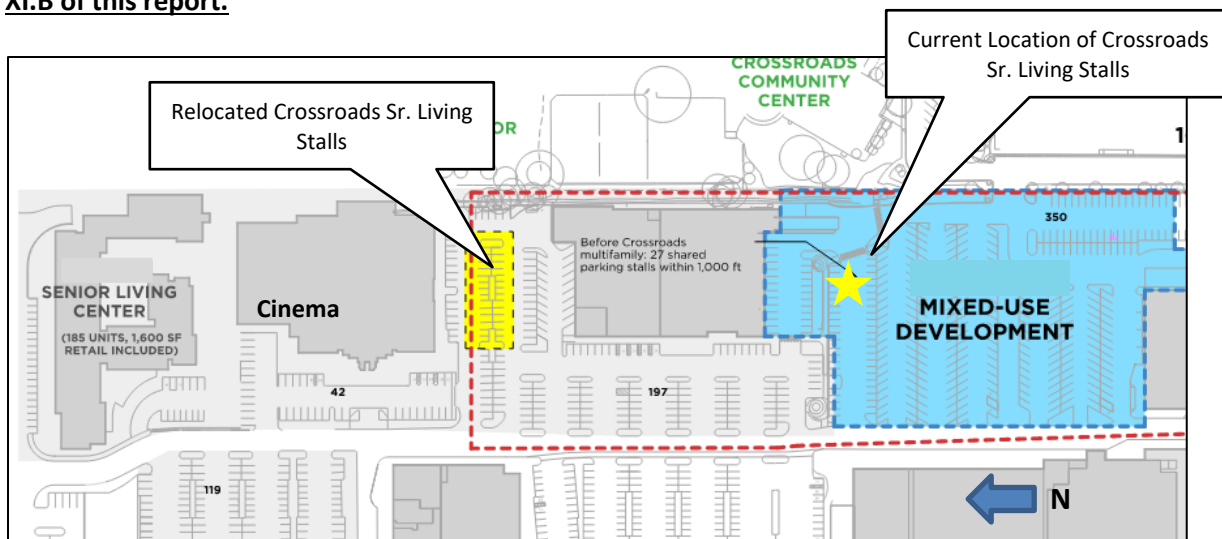 XI.B of this report.
Current Location of Crossroads
Sr. Living Stalls
Relocated Crossroads Sr. Living
Stalls
CROSSROADS
COMMUNITY
CENTER
OR
1
350
Before Crossroads
multifamily: 27 shared
parking stalls within 1,000 ft
SENIOR LIVING
CENTER
(185 UNITS, 1,600 SF
RETAIL INCLUDED)
Cinema
MIXED-USE
DEVELOPMENT
42
197
119
N